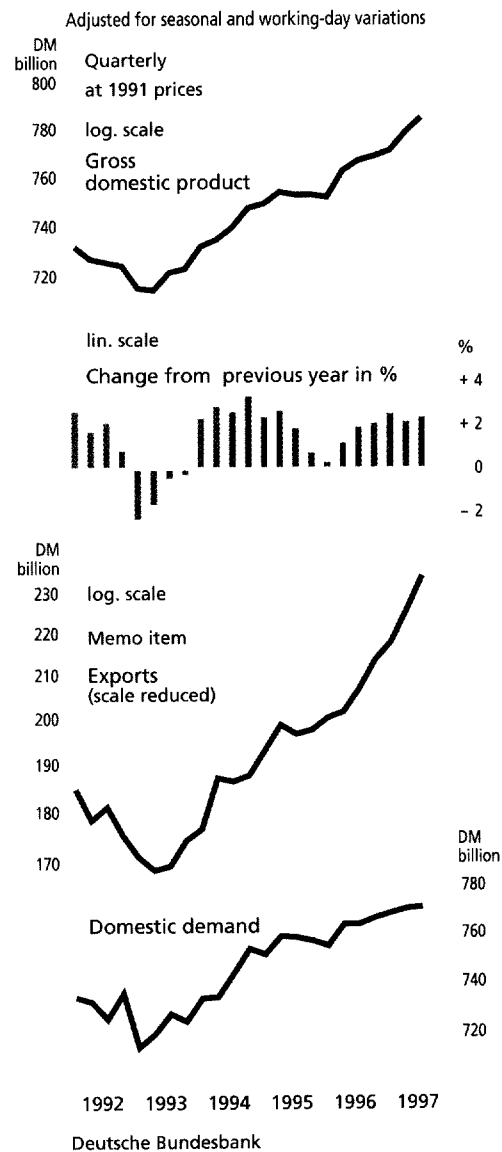 Adjusted for seasonal and working-day variations
DM
billion
Quarterly
800
at 1991 prices
780
log. scale
Gross
760
domestic product
740
720
lin. scale
%
Change from previous year in %
+ 4
+ 2
0
− 2
DM
billion
230
log. scale
220
Memo item
210
Exports
(scale reduced)
200
190
180
170
DM
billion
780
Domestic demand
760
740
720
1992 1993 1994 1995 1996 1997
Deutsche Bundesbank